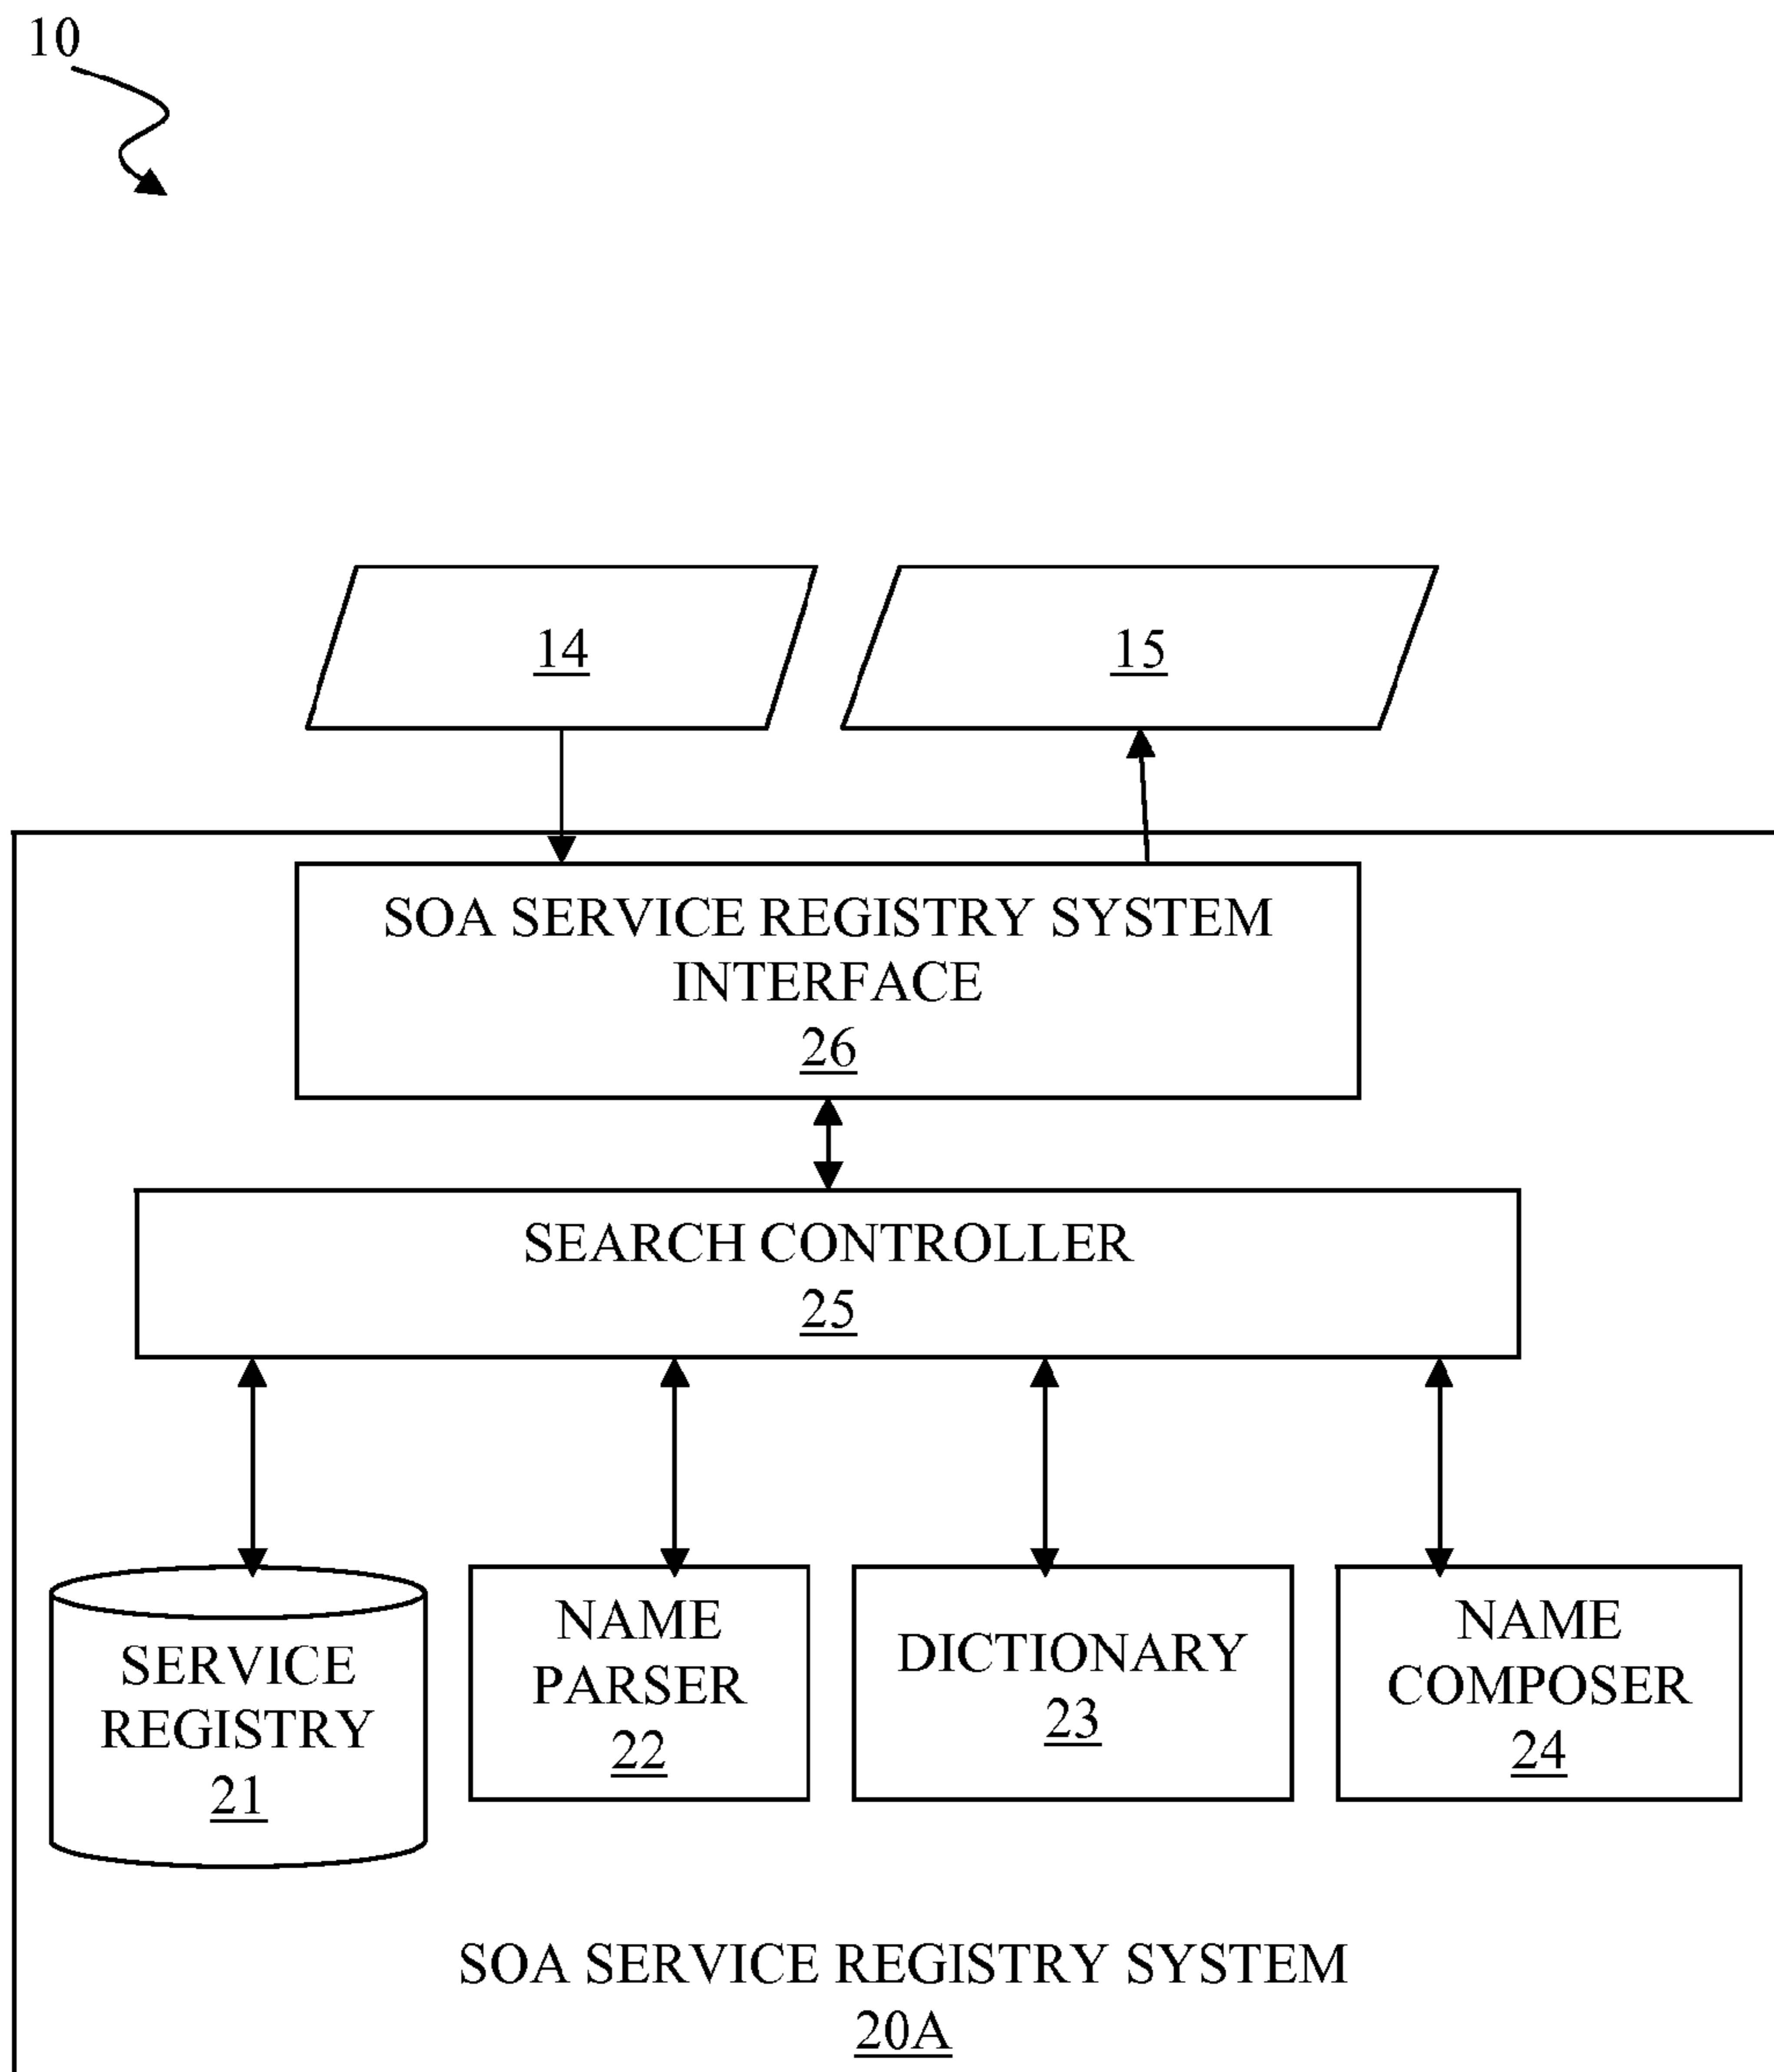 10
14
15
SOA SERVICE REGISTRY SYSTEM
INTERFACE
26
SEARCH CONTROLLER
25
SERVICE
REGISTRY
21
NAME
PARSER
22
DICTIONARY
23
NAME
COMPOSER
24
SOA SERVICE REGISTRY SYSTEM
20A